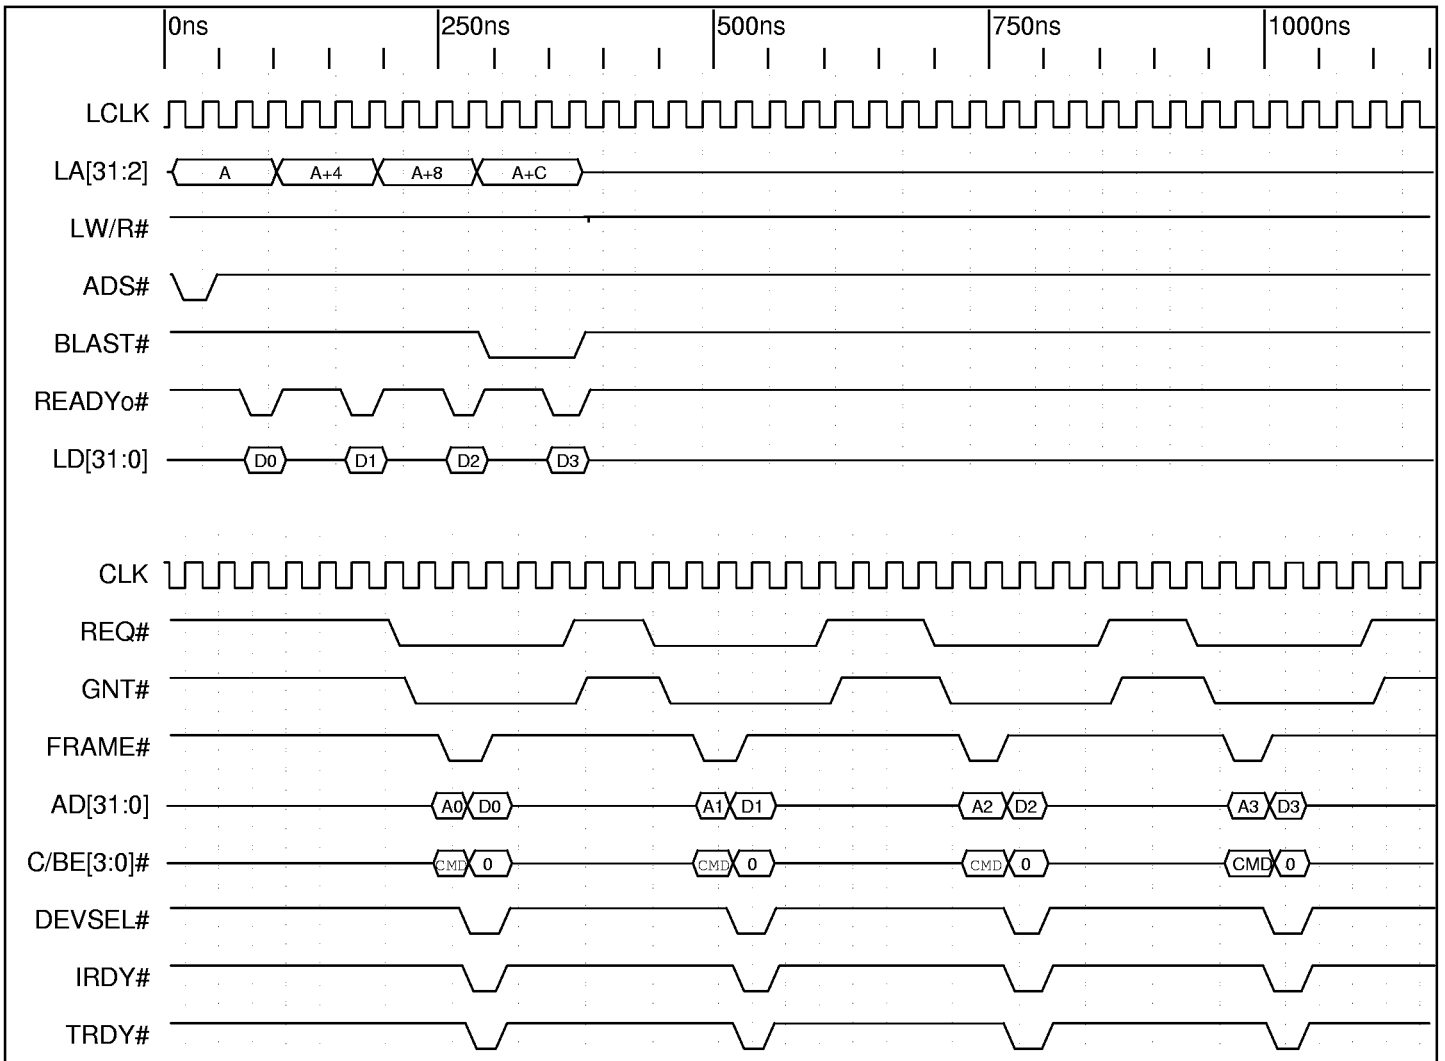 0ns 250ns 500ns 750ns 1000ns
LCLK
LA[31:2] A A+4 A+8 A+C
LW/R#
ADS#
BLAST#
READYo#
LD[31:0] D0 D1 D2 D3
CLK
REQ#
GNT#
FRAME#
AD[31:0] A0 D0 A1 D1 A2 D2 A3 D3
C/BE[3:0]# CMD 0 CMD 0 CMD 0 CMD 0
DEVSEL#
IRDY#
TRDY#